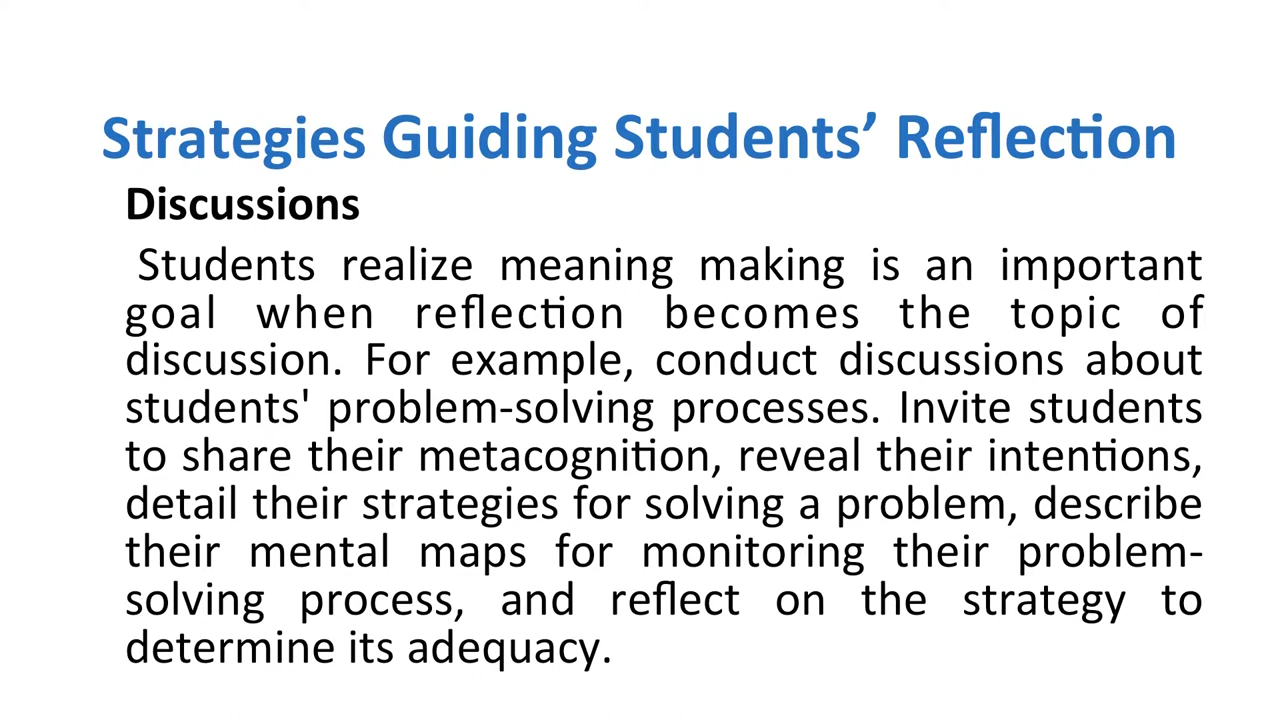 Strategies Guiding Students’ Reflection
Discussions
Students realize meaning making is an important
goal when reflection becomes the topic of
discussion. For example, conduct discussions about
students' problem-solving processes. Invite students
to share their metacognition, reveal their intentions,
detail their strategies for solving a problem, describe
their mental maps for monitoring their problem-
solving process, and reflect on the strategy to
determine its adequacy.